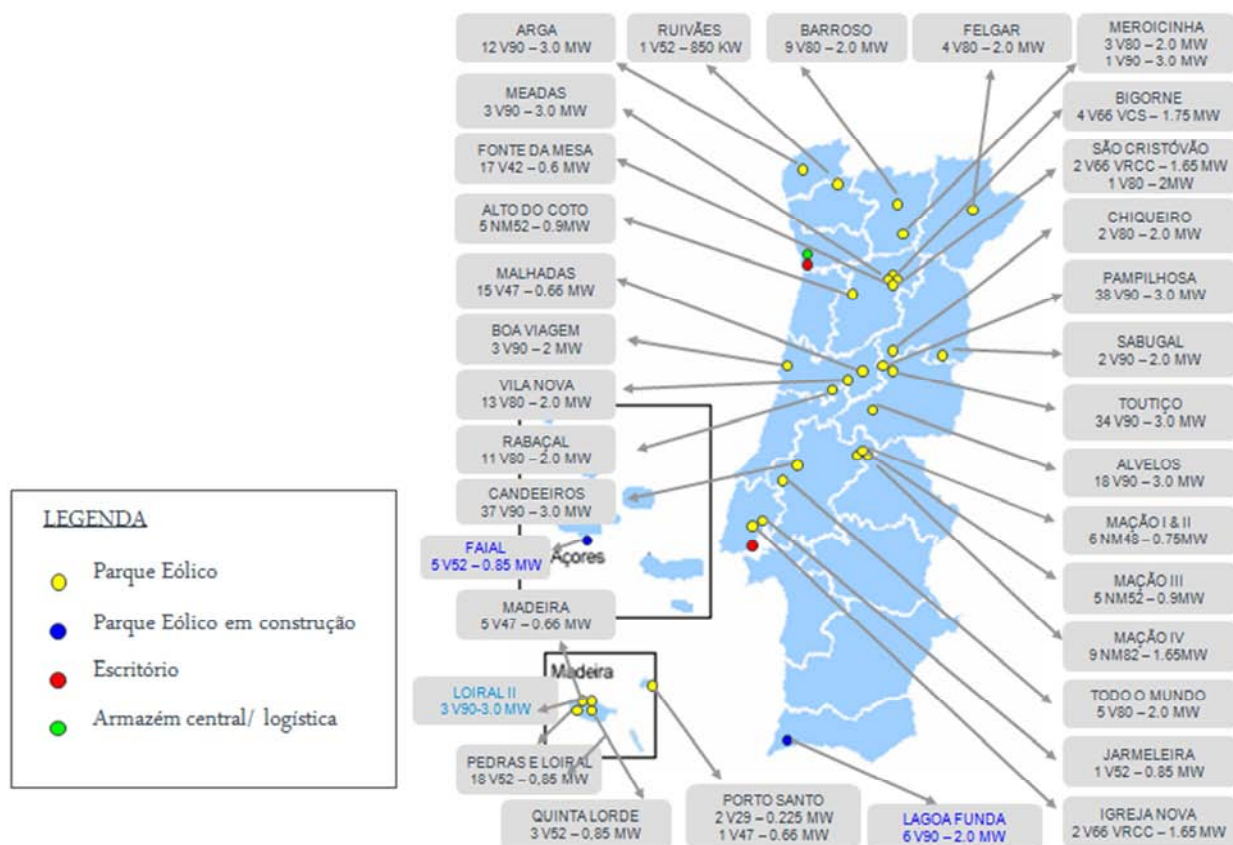 ARGA
12 V90 – 3.0 MW
RUIVÃES
1 V52 – 850 KW
BARROSO
9 V80 – 2.0 MW
FELGAR
4 V80 – 2.0 MW
MEROICINHA
3 V80 – 2.0 MW
1 V90 – 3.0 MW
MEADAS
3 V90 – 3.0 MW
FONTE DA MESA
17 V42 – 0.6 MW
ALTO DO COTO
5 NM52 – 0.9MW
MALHADAS
15 V47 – 0.66 MW
BOA VIAGEM
3 V90 – 2 MW
VILA NOVA
13 V80 – 2.0 MW
RABAÇAL
11 V80 – 2.0 MW
CANDEEIROS
37 V90 – 3.0 MW
FAIAL
5 V52 – 0.85 MW
Açores
MADEIRA
5 V47 – 0.66 MW
Madeira
LOIRAL II
3 V90-3.0 MW
PEDRAS E LOIRAL
18 V52 – 0,85 MW
QUINTA LORDE
3 V52 – 0,85 MW
PORTO SANTO
2 V29 – 0.225 MW
1 V47 – 0.66 MW
LAGOA FUNDA
6 V90 – 2.0 MW
BIGORNE
4 V66 VCS – 1.75 MW
SÃO CRISTÓVÃO
2 V66 VRCC – 1.65 MW
1 V80 – 2MW
CHIQUEIRO
2 V80 – 2.0 MW
PAMPILHOSA
38 V90 – 3.0 MW
SABUGAL
2 V90 – 2.0 MW
TOUTIÇO
34 V90 – 3.0 MW
ALVELOS
18 V90 – 3.0 MW
MAÇÃO I & II
6 NM48 – 0.75MW
MAÇÃO III
5 NM52 – 0.9MW
MAÇÃO IV
9 NM82 – 1.65MW
TODO O MUNDO
5 V80 – 2.0 MW
JARMELEIRA
1 V52 – 0.85 MW
IGREJA NOVA
2 V66 VRCC – 1.65 MW
LEGENDA
Parque Eólico
Parque Eólico em construção
Escritório
Armazém central/ logística